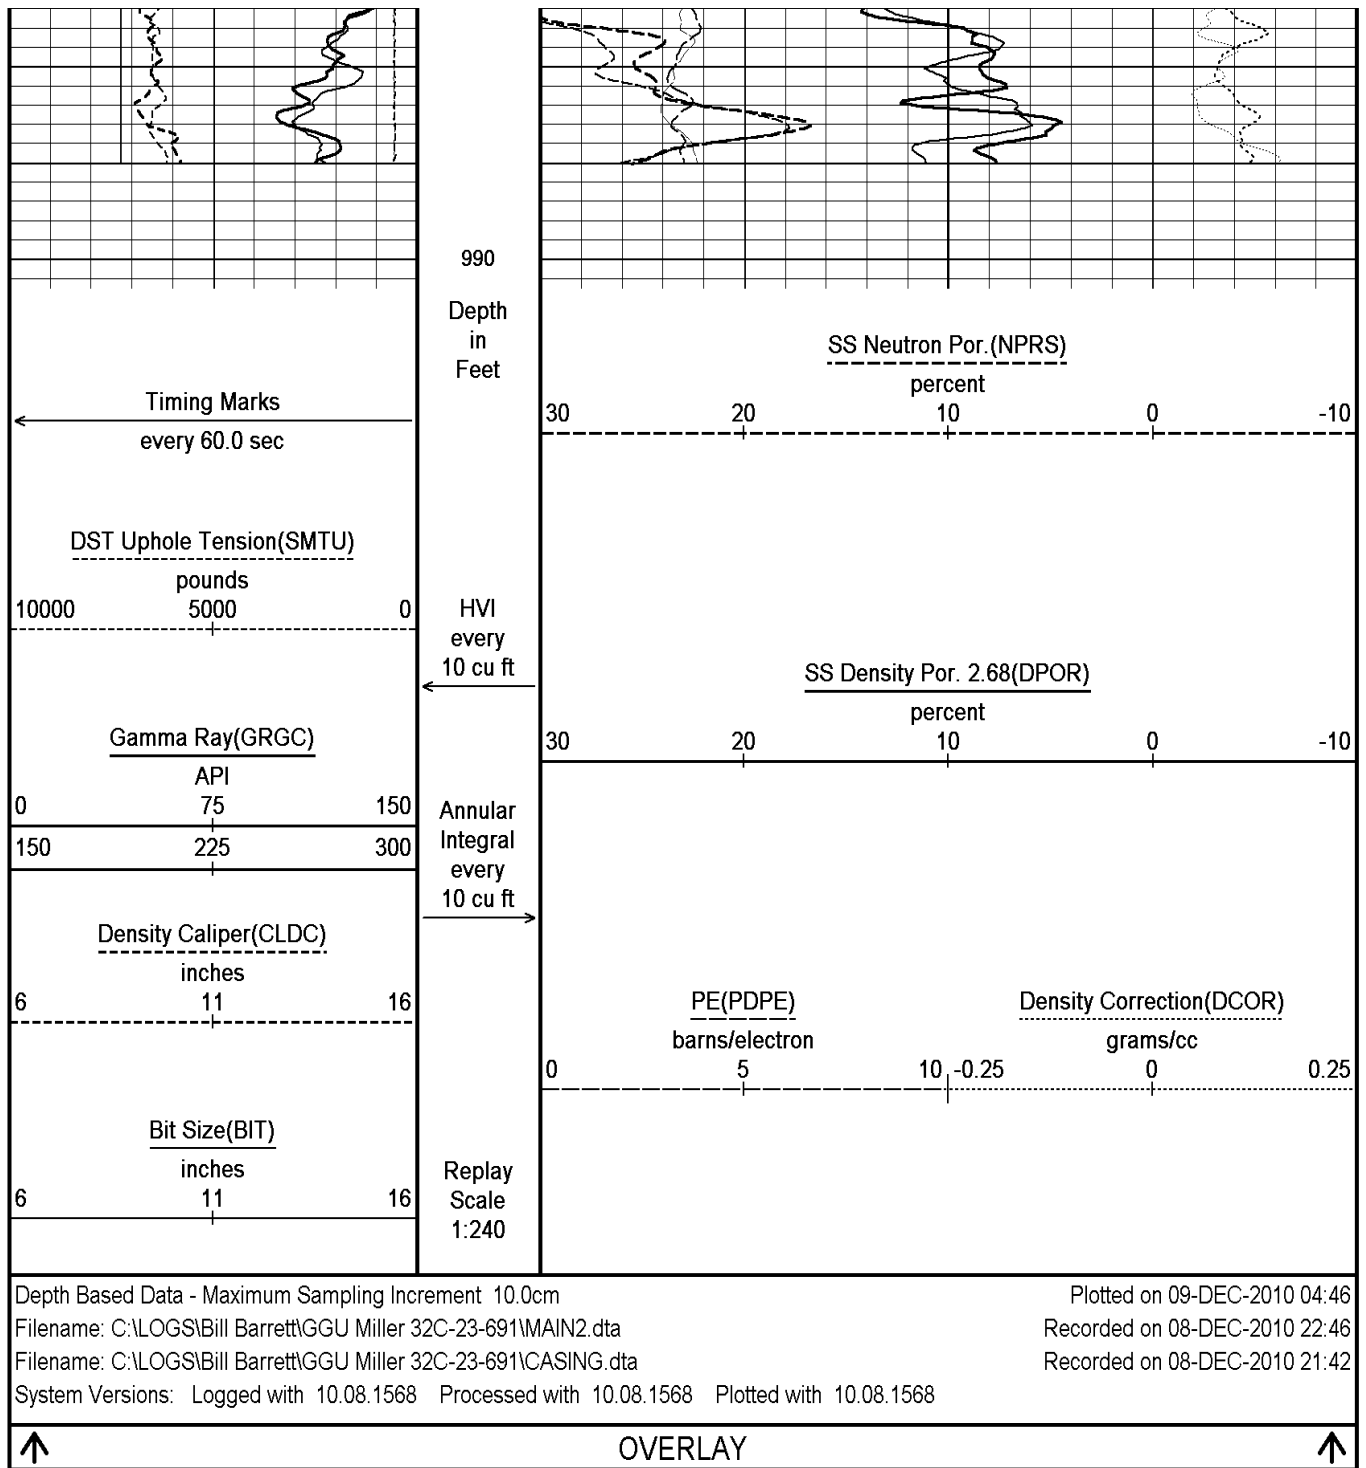 990
Depth
in
Feet
Timing Marks
every 60.0 sec
DST Uphole Tension(SMTU)
pounds
10000 5000 0
Gamma Ray(GRGC)
API
0 75 150
150 225 300
Density Caliper(CLDC)
inches
6 11 16
Bit Size(BIT)
inches
6 11 16
HVI
every
10 cu ft
Annular
Integral
every
10 cu ft
Replay
Scale
1:240
SS Neutron Por.(NPRS)
percent
30 20 10 0 -10
SS Density Por. 2.68(DPOR)
percent
30 20 10 0 -10
PE(PDPE)
barns/electron
0 5 10
Density Correction(DCOR)
grams/cc
-0.25 0 0.25
Depth Based Data - Maximum Sampling Increment 10.0cm
Plotted on 09-DEC-2010 04:46
Filename: C:\LOGS\Bill Barrett\GGU Miller 32C-23-691\MAIN2.dta
Recorded on 08-DEC-2010 22:46
Filename: C:\LOGS\Bill Barrett\GGU Miller 32C-23-691\CASING.dta
Recorded on 08-DEC-2010 21:42
System Versions: Logged with 10.08.1568 Processed with 10.08.1568 Plotted with 10.08.1568
OVERLAY